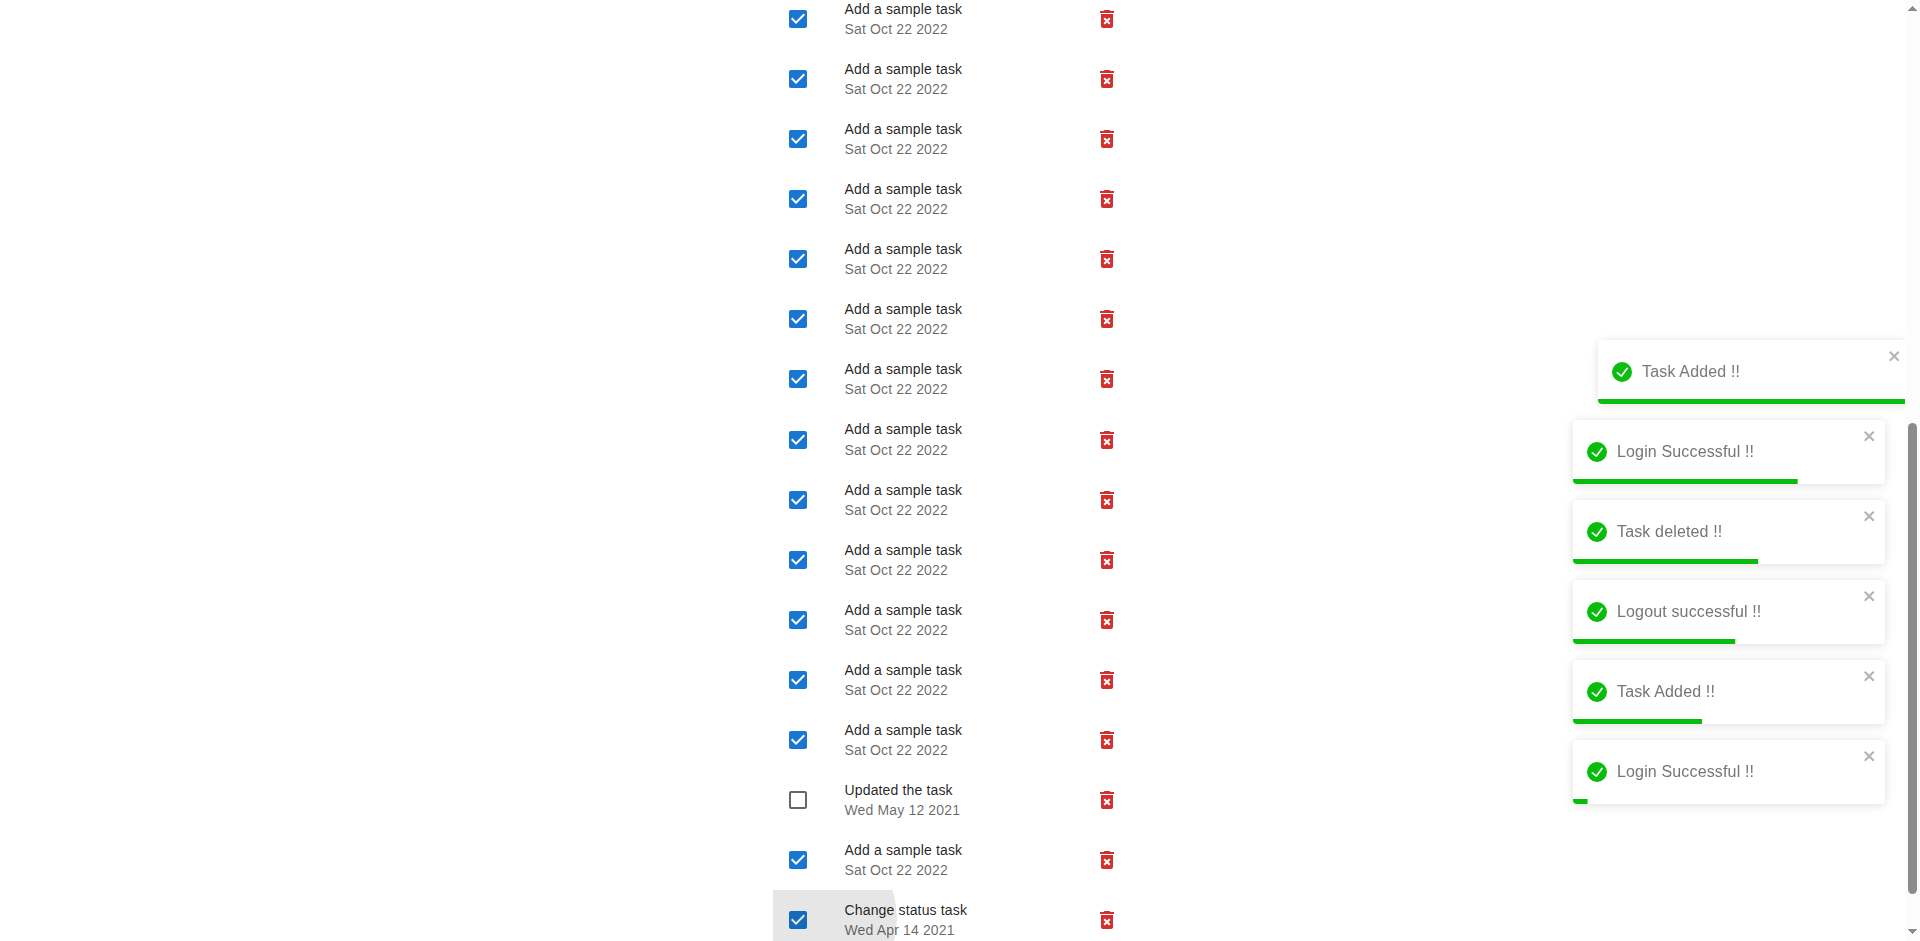 Add a sample task
Sat Oct 22 2022
Add a sample task
Sat Oct 22 2022
Add a sample task
Sat Oct 22 2022
Add a sample task
Sat Oct 22 2022
Add a sample task
Sat Oct 22 2022
Add a sample task
Sat Oct 22 2022
Add a sample task
Sat Oct 22 2022
Add a sample task
Sat Oct 22 2022
Add a sample task
Sat Oct 22 2022
Add a sample task
Sat Oct 22 2022
Add a sample task
Sat Oct 22 2022
Add a sample task
Sat Oct 22 2022
Add a sample task
Sat Oct 22 2022
Updated the task
Wed May 12 2021
Add a sample task
Sat Oct 22 2022
Change status task
Wed Apr 14 2021
Task Added !!
Login Successful !!
Task deleted !!
Logout successful !!
Task Added !!
Login Successful !!